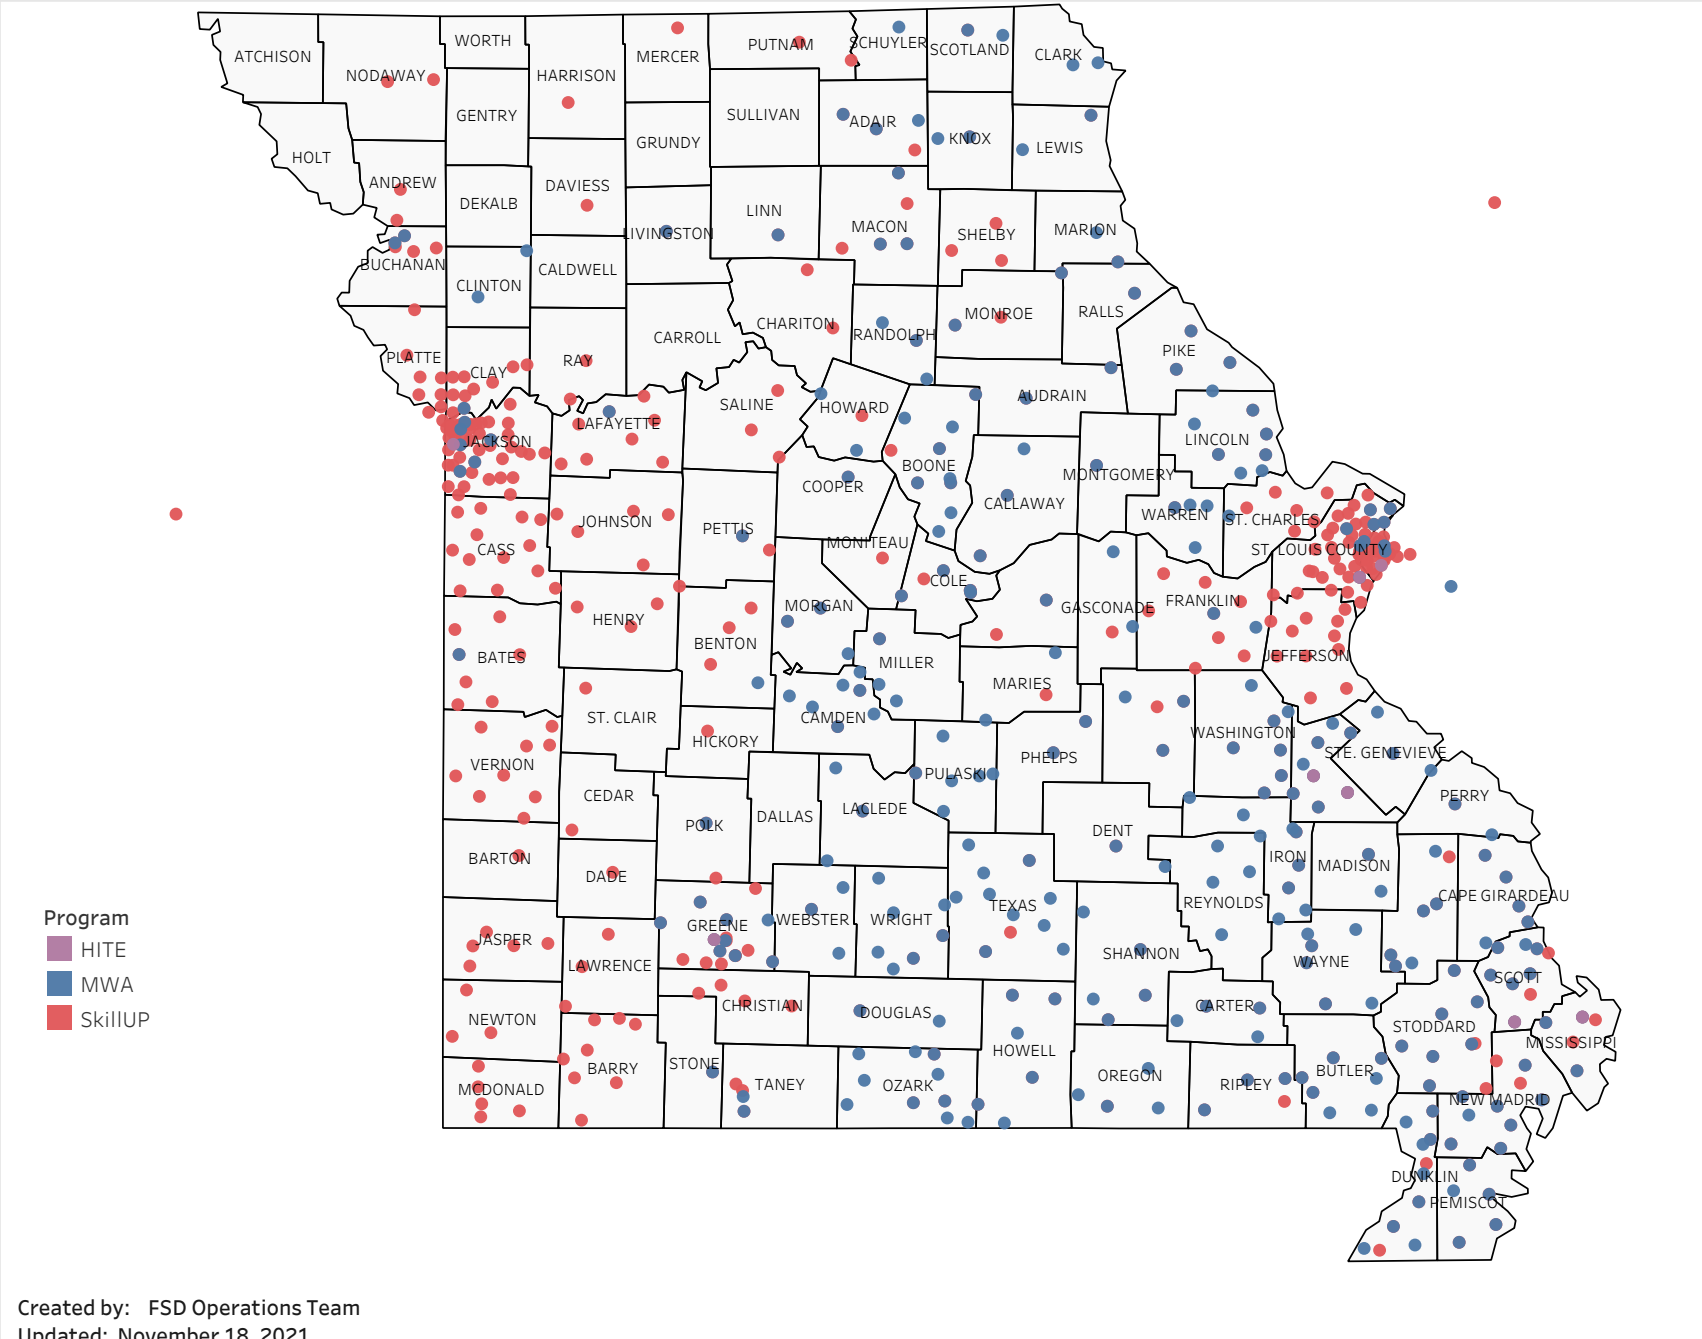 ATCHISON
WORTH
NODAWAY
HARRISON
MERCER
PUTNAM
SCHUYLER
SCOTLAND
CLARK
GENTRY
SULLIVAN
ADAIR
KNOX
LEWIS
GRUNDY
HOLT
ANDREW
DEKALB
DAVIESS
LINN
LIVINGSTON
MACON
SHELBY
MARION
BUCHANAN
CLINTON
CALDWELL
CHARITON
RANDOLPH
MONROE
RALLS
CARROLL
PIKE
PLATTE
CLAY
RAY
SALINE
HOWARD
AUDRAIN
LAFAYETTE
JACKSON
BOONE
LINCOLN
MONTGOMERY
COOPER
CALLAWAY
WARREN
ST. CHARLES
JOHNSON
PETTIS
MONITEAU
ST. LOUIS COUNTY
CASS
COLE
MORGAN
GASCONADE
FRANKLIN
HENRY
BENTON
BATES
MILLER
JEFFERSON
MARIES
ST. CLAIR
CAMDEN
HICKORY
WASHINGTON
STE. GENEVIEVE
VERNON
PULASKI
PHELPS
CEDAR
DALLAS
LACLEDE
PERRY
POLK
DENT
BARTON
DADE
IRON
MADISON
CAPE GIRARDEAU
REYNOLDS
TEXAS
GREENE
WEBSTER
WRIGHT
JASPER
LAWRENCE
SHANNON
WAYNE
SCOTT
CHRISTIAN
DOUGLAS
CARTER
NEWTON
STODDARD
MISSISSIPPI
HOWELL
STONE
BARRY
TANEY
OZARK
OREGON
RIPLEY
BUTLER
MCDONALD
NEW MADRID
DUNKLIN
PEMISCOT
Program
HITE
MWA
SkillUP
Created by: FSD Operations Team
Updated: November 18, 2021